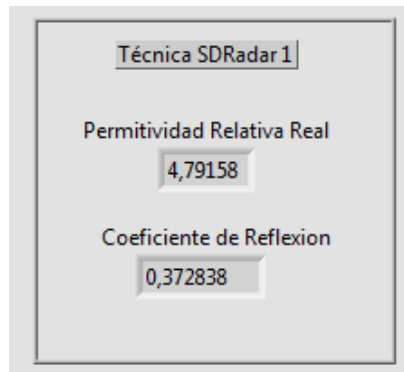 Técnica SDRadar 1
Permitividad Relativa Real
4,79158
Coeficiente de Reflexion
0,372838